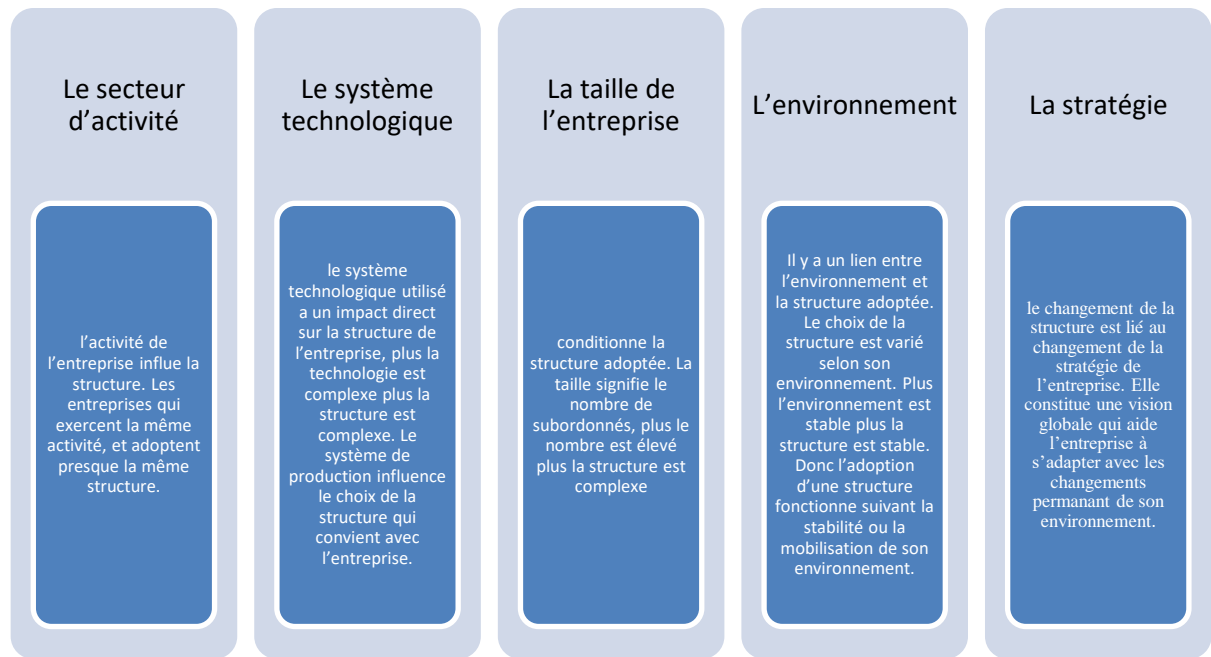 Le secteur
d'activité
l'activité de
l'entreprise influe la
structure. Les
entreprises qui
exercent la même
activité, et adoptent
presque la même
structure.
Le système
technologique
le système
technologique utilisé
a un impact direct
sur la structure de
l'entreprise, plus la
technologie est
complexe plus la
structure est
complexe. Le
système de
production influence
le choix de la
structure qui
convient avec
l'entreprise.
La taille de
l'entreprise
conditionne la
structure adoptée. La
taille signifie le
nombre de
subordonnés, plus le
nombre est élevé
plus la structure est
complexe
L'environnement
Il y a un lien entre
l'environnement et
la structure adoptée.
Le choix de la
structure est varié
selon son
environnement. Plus
l'environnement est
stable plus la
structure est stable.
Donc l'adoption
d'une structure
fonctionne suivant la
stabilité ou la
mobilisation de son
environnement.
La stratégie
le changement de la
structure est lié au
changement de la
stratégie de
l'entreprise. Elle
constitue une vision
globale qui aide
l'entreprise à
s'adapter avec les
changements
permanant de son
environnement.